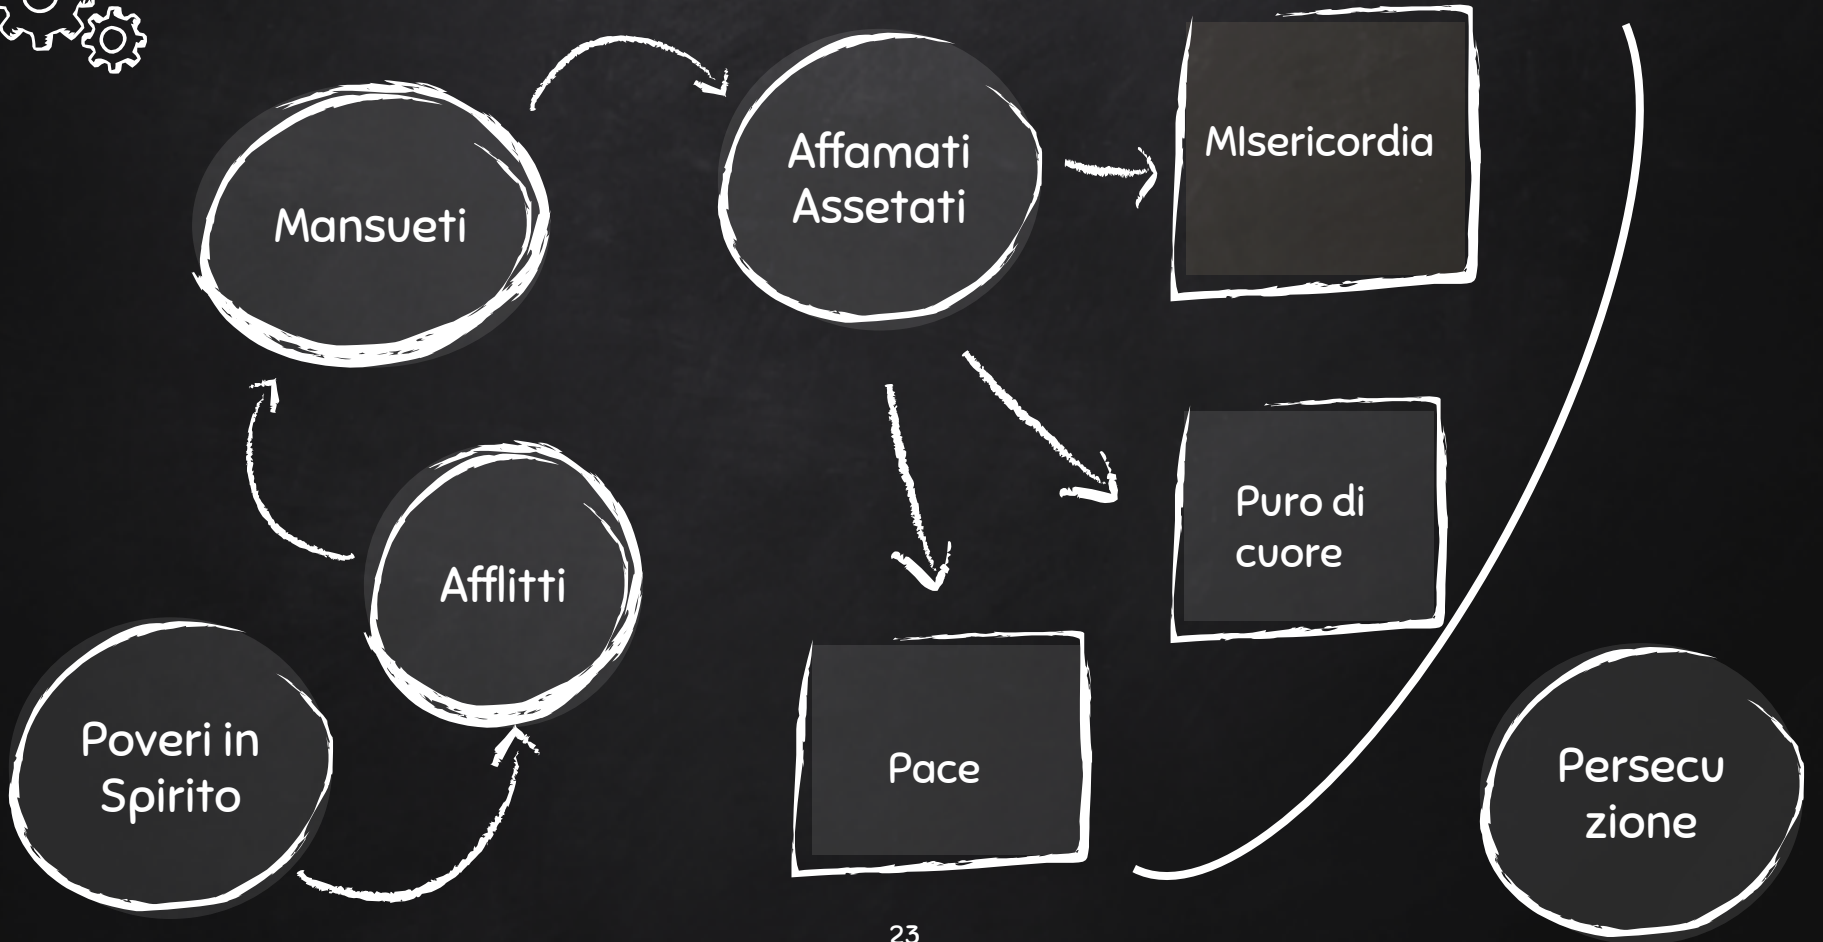 Mansueti
Affamati
Assetati
MIsericordia
Puro di
cuore
Afflitti
Poveri in
Spirito
Pace
Persecu
zione
23